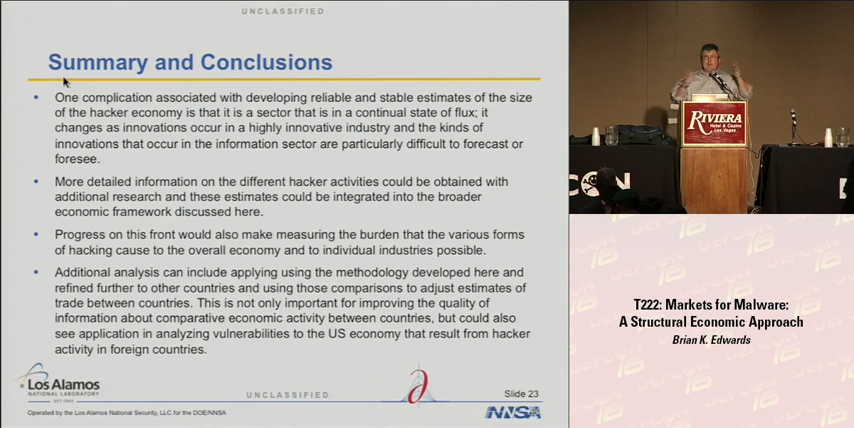 UNCLASSIFIED
Summary and Conclusions
• One complication associated with developing reliable and stable estimates of the size
of the hacker economy is that it is a sector that is in a continual state of flux; it
changes as innovations occur in a highly innovative industry and the kinds of
innovations that occur in the information sector are particularly difficult to forecast or
foresee.
• More detailed information on the different hacker activities could be obtained with
additional research and these estimates could be integrated into the broader
economic framework discussed here.
• Progress on this front would also make measuring the burden that the various forms
of hacking cause to the overall economy and to individual industries possible.
• Additional analysis can include applying using the methodology developed here and
refined further to other countries and using those comparisons to adjust estimates of
trade between countries. This is not only important for improving the quality of
information about comparative economic activity between countries, but could also
see application in analyzing vulnerabilities to the US economy that result from hacker
activity in foreign countries.
Los Alamos
NATIONAL LABORATORY
EST.1943
UNCLASSIFIED
Slide 23
Operated by the Los Alamos National Security, LLC for the DOE/NNSA
NNSA
RIVIERA
Hotel & Casino
Las Vegas
CON
DE
T222: Markets for Malware:
A Structural Economic Approach
Brian K. Edwards